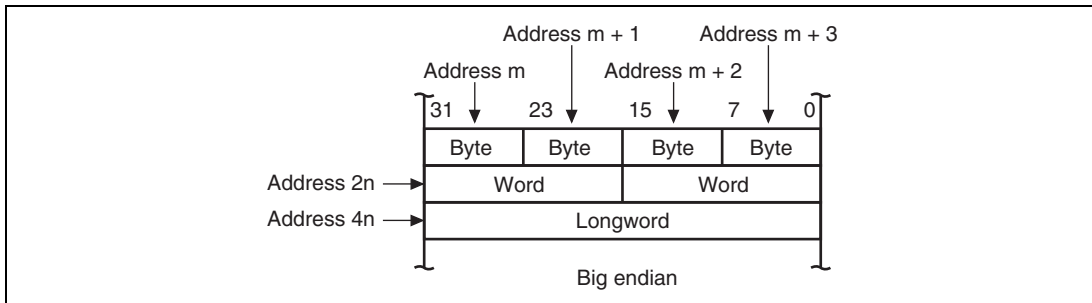 Address m + 1 Address m + 3
Address m Address m + 2
31 23 15 7 0
Byte Byte Byte Byte
Address 2n Word Word
Address 4n Longword
Big endian